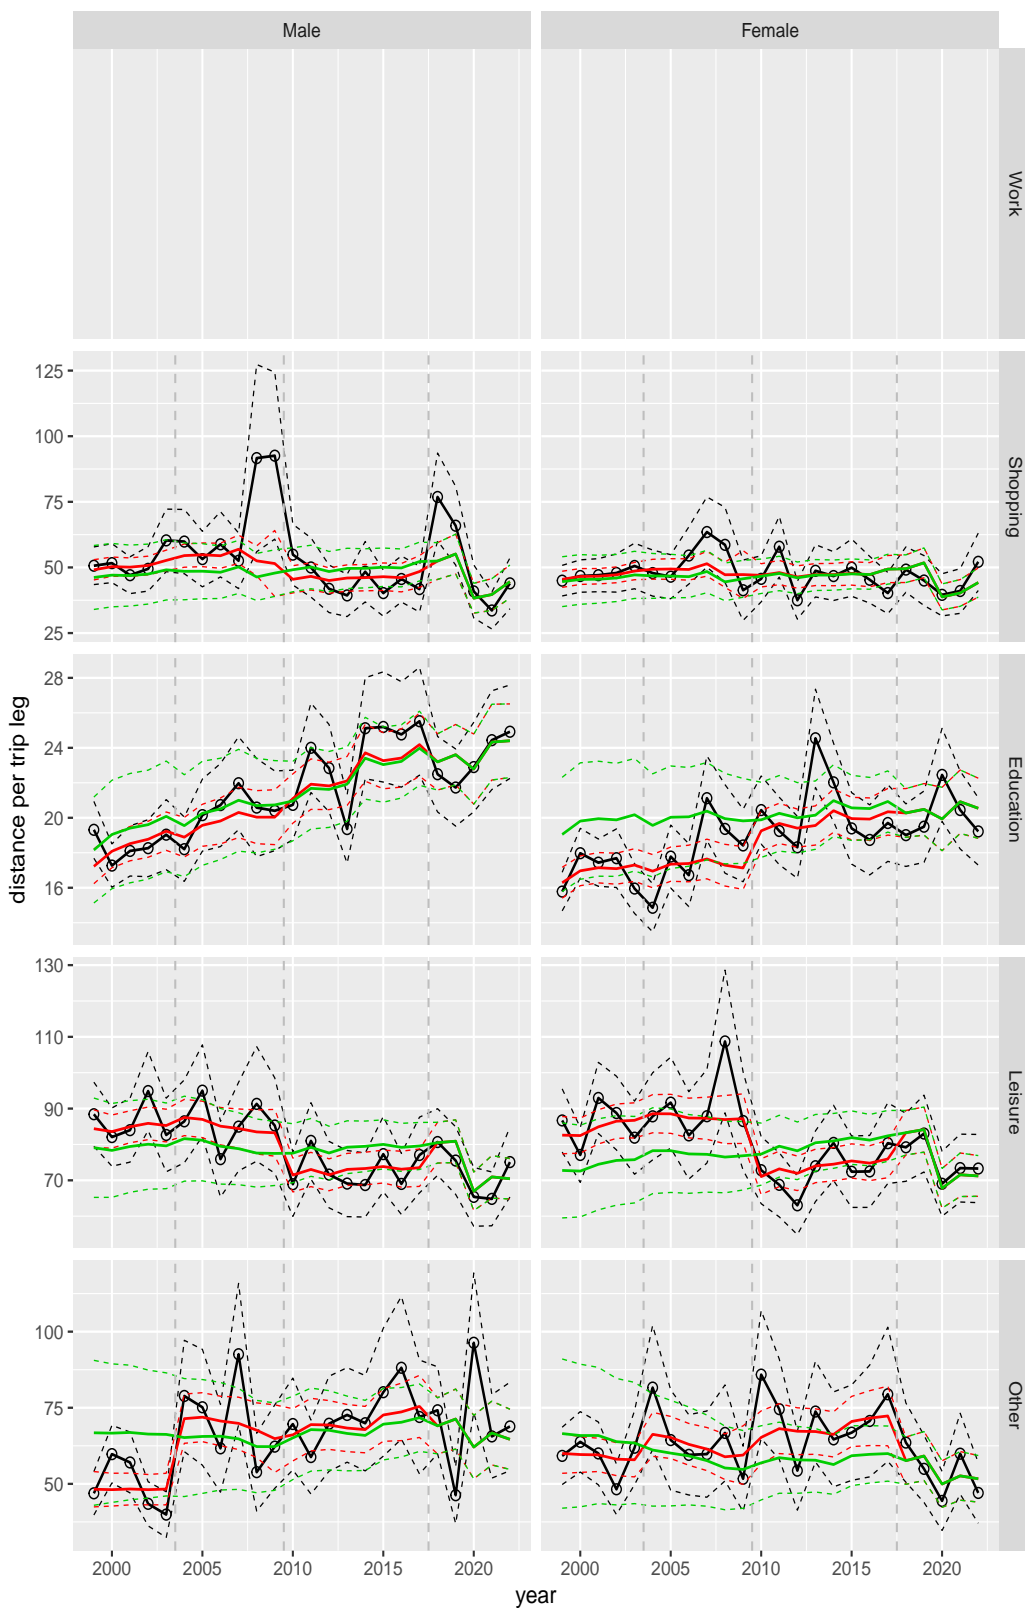 Male Female
Work
125
100
75
50
25
Shopping
28
24
20
16
Education
distance per trip leg
130
110
90
70
Leisure
100
75
50
Other
2000 2005 2010 2015 2020 2000 2005 2010 2015 2020
year